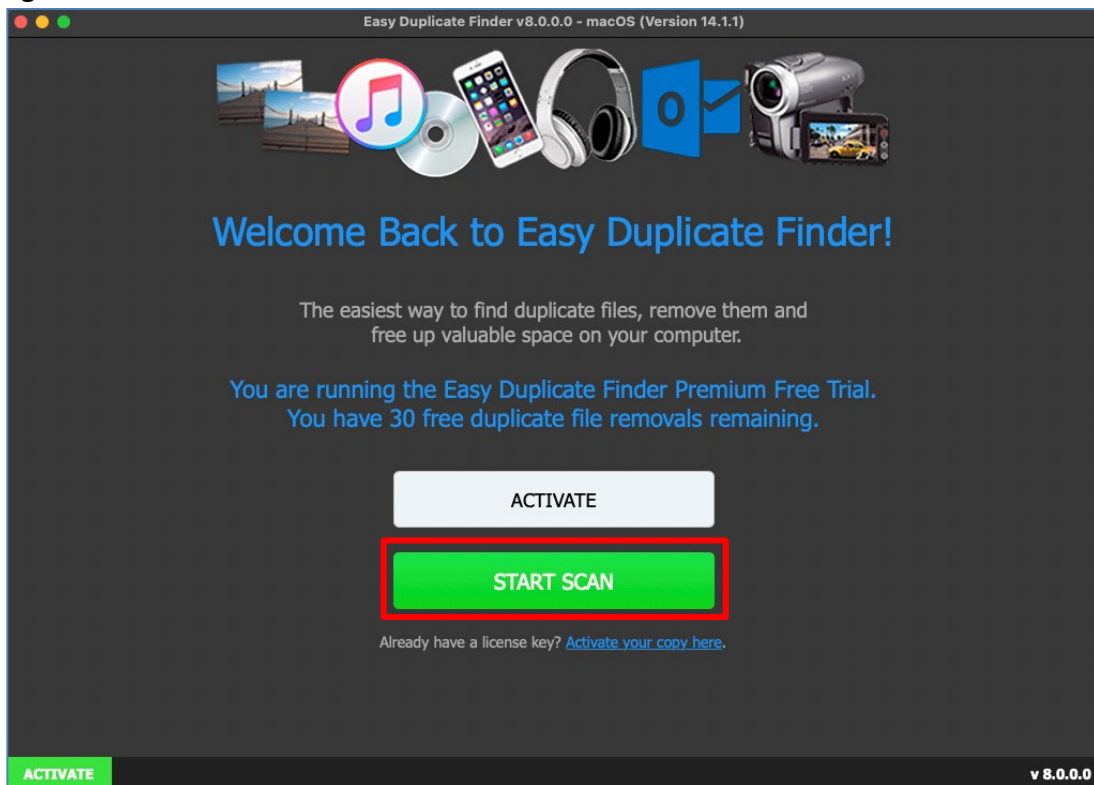 Easy Duplicate Finder v8.0.0.0 - macOS (Version 14.1.1)
Welcome Back to Easy Duplicate Finder!
The easiest way to find duplicate files, remove them and
free up valuable space on your computer.
You are running the Easy Duplicate Finder Premium Free Trial.
You have 30 free duplicate file removals remaining.
ACTIVATE
START SCAN
Already have a license key? Activate your copy here.
ACTIVATE
v 8.0.0.0